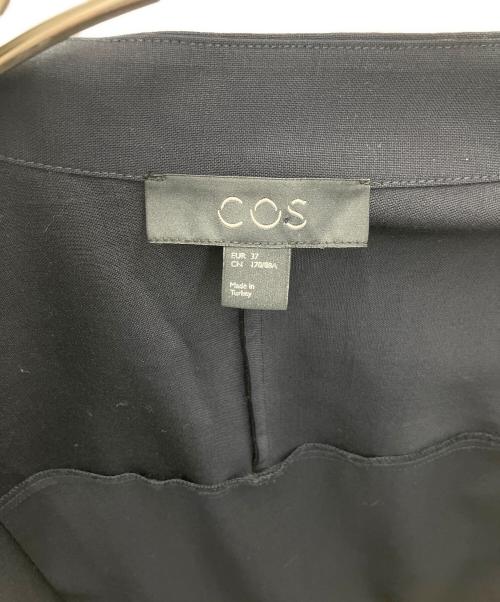 COS
EUR 37
CN 170/88A
Made in
Turkey